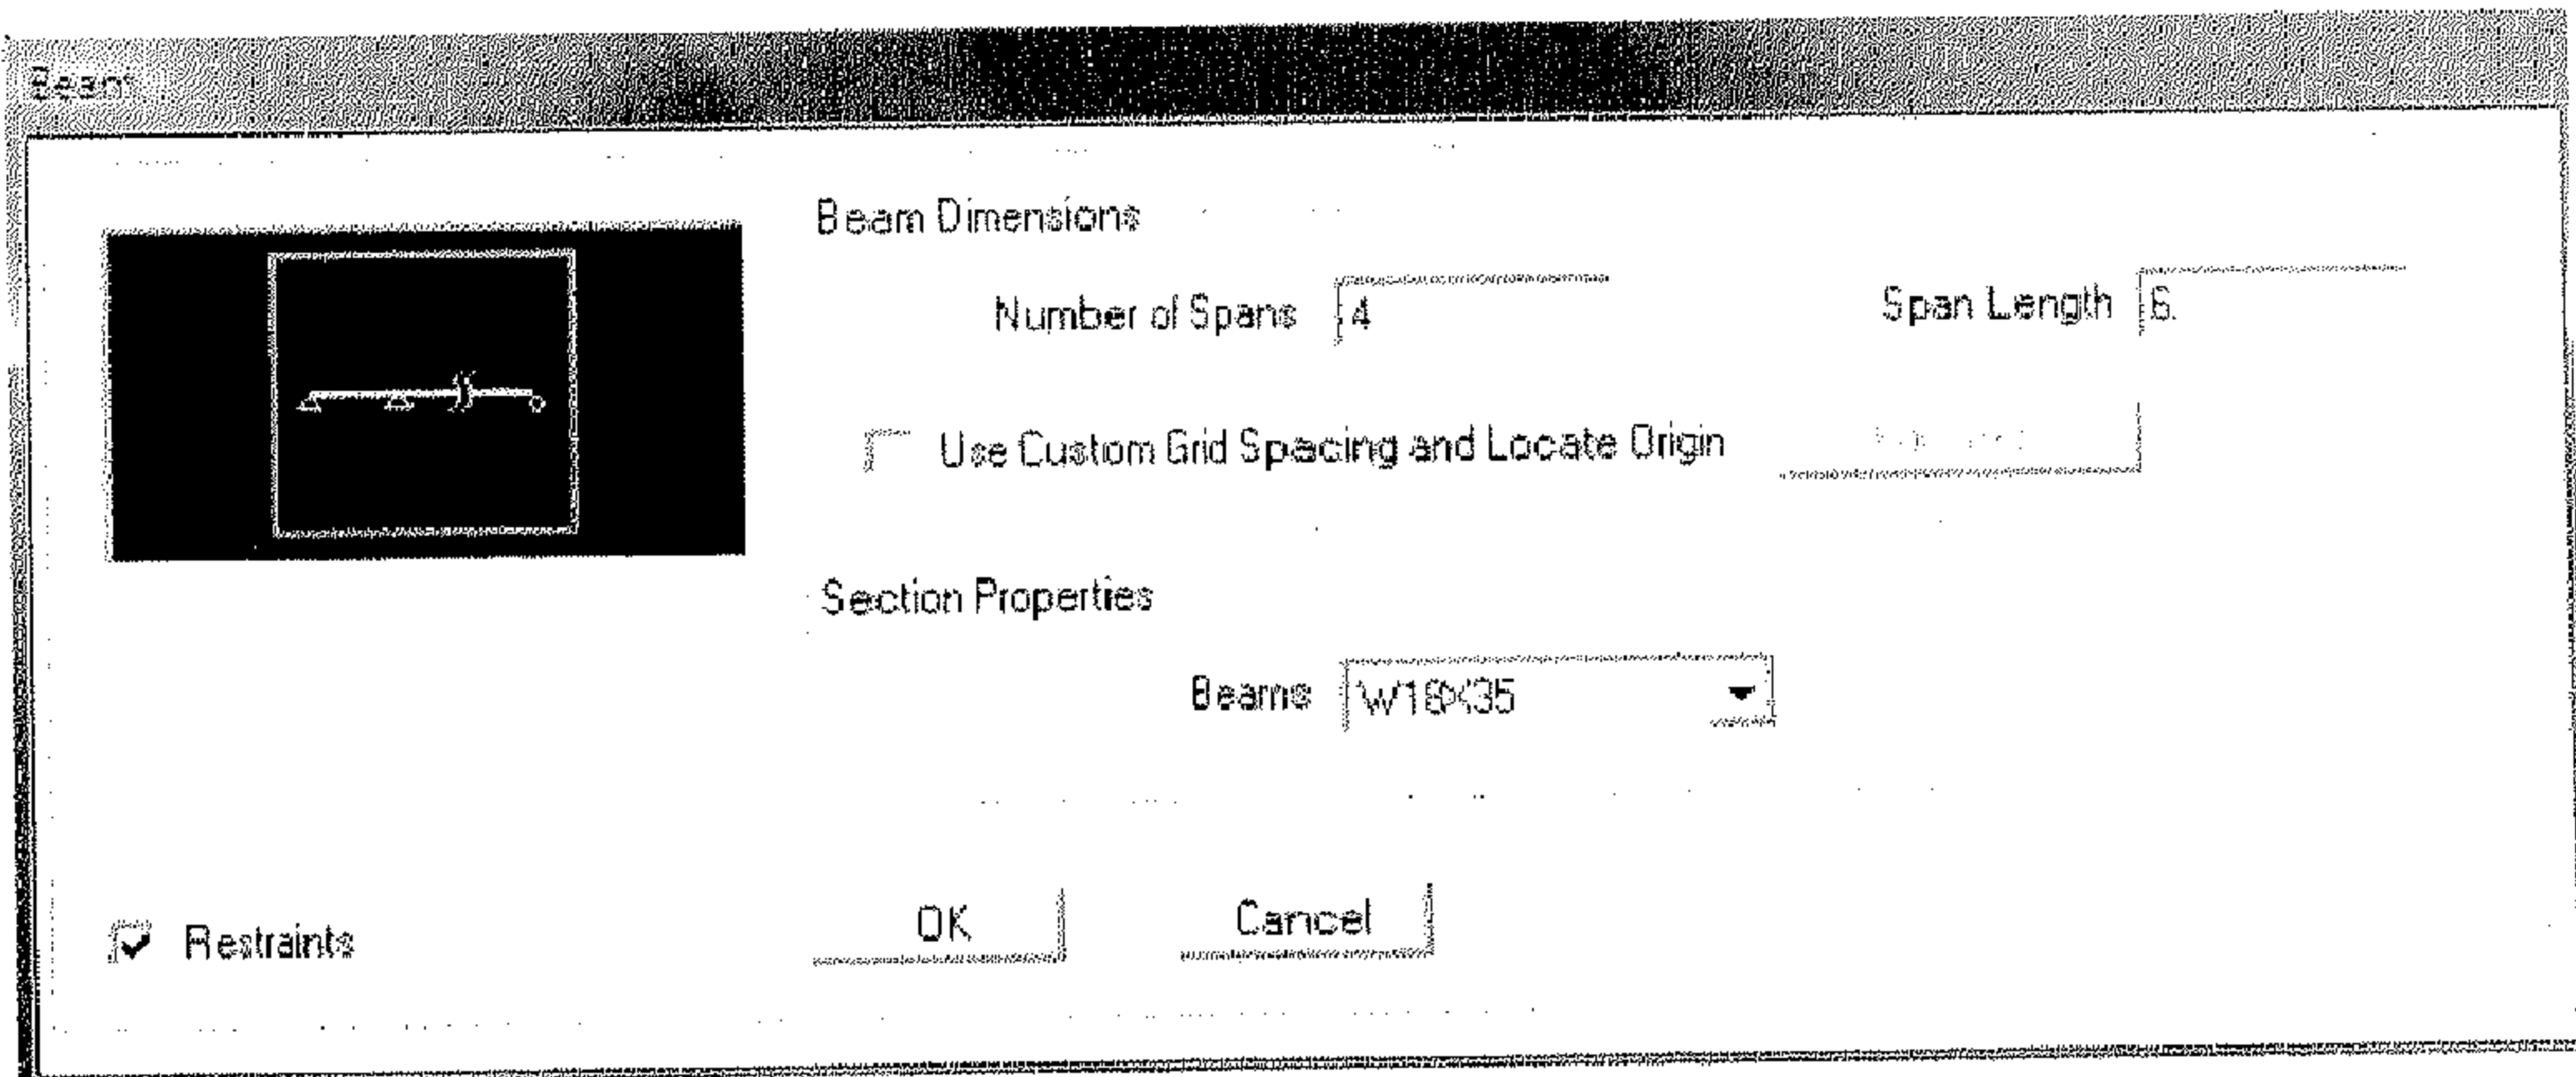 Beam
Beam Dimensions
Number of Spans 4
Span Length 6.
Use Custom Grid Spacing and Locate Origin
Section Properties
Beams W18X35
Restraints
OK
Cancel